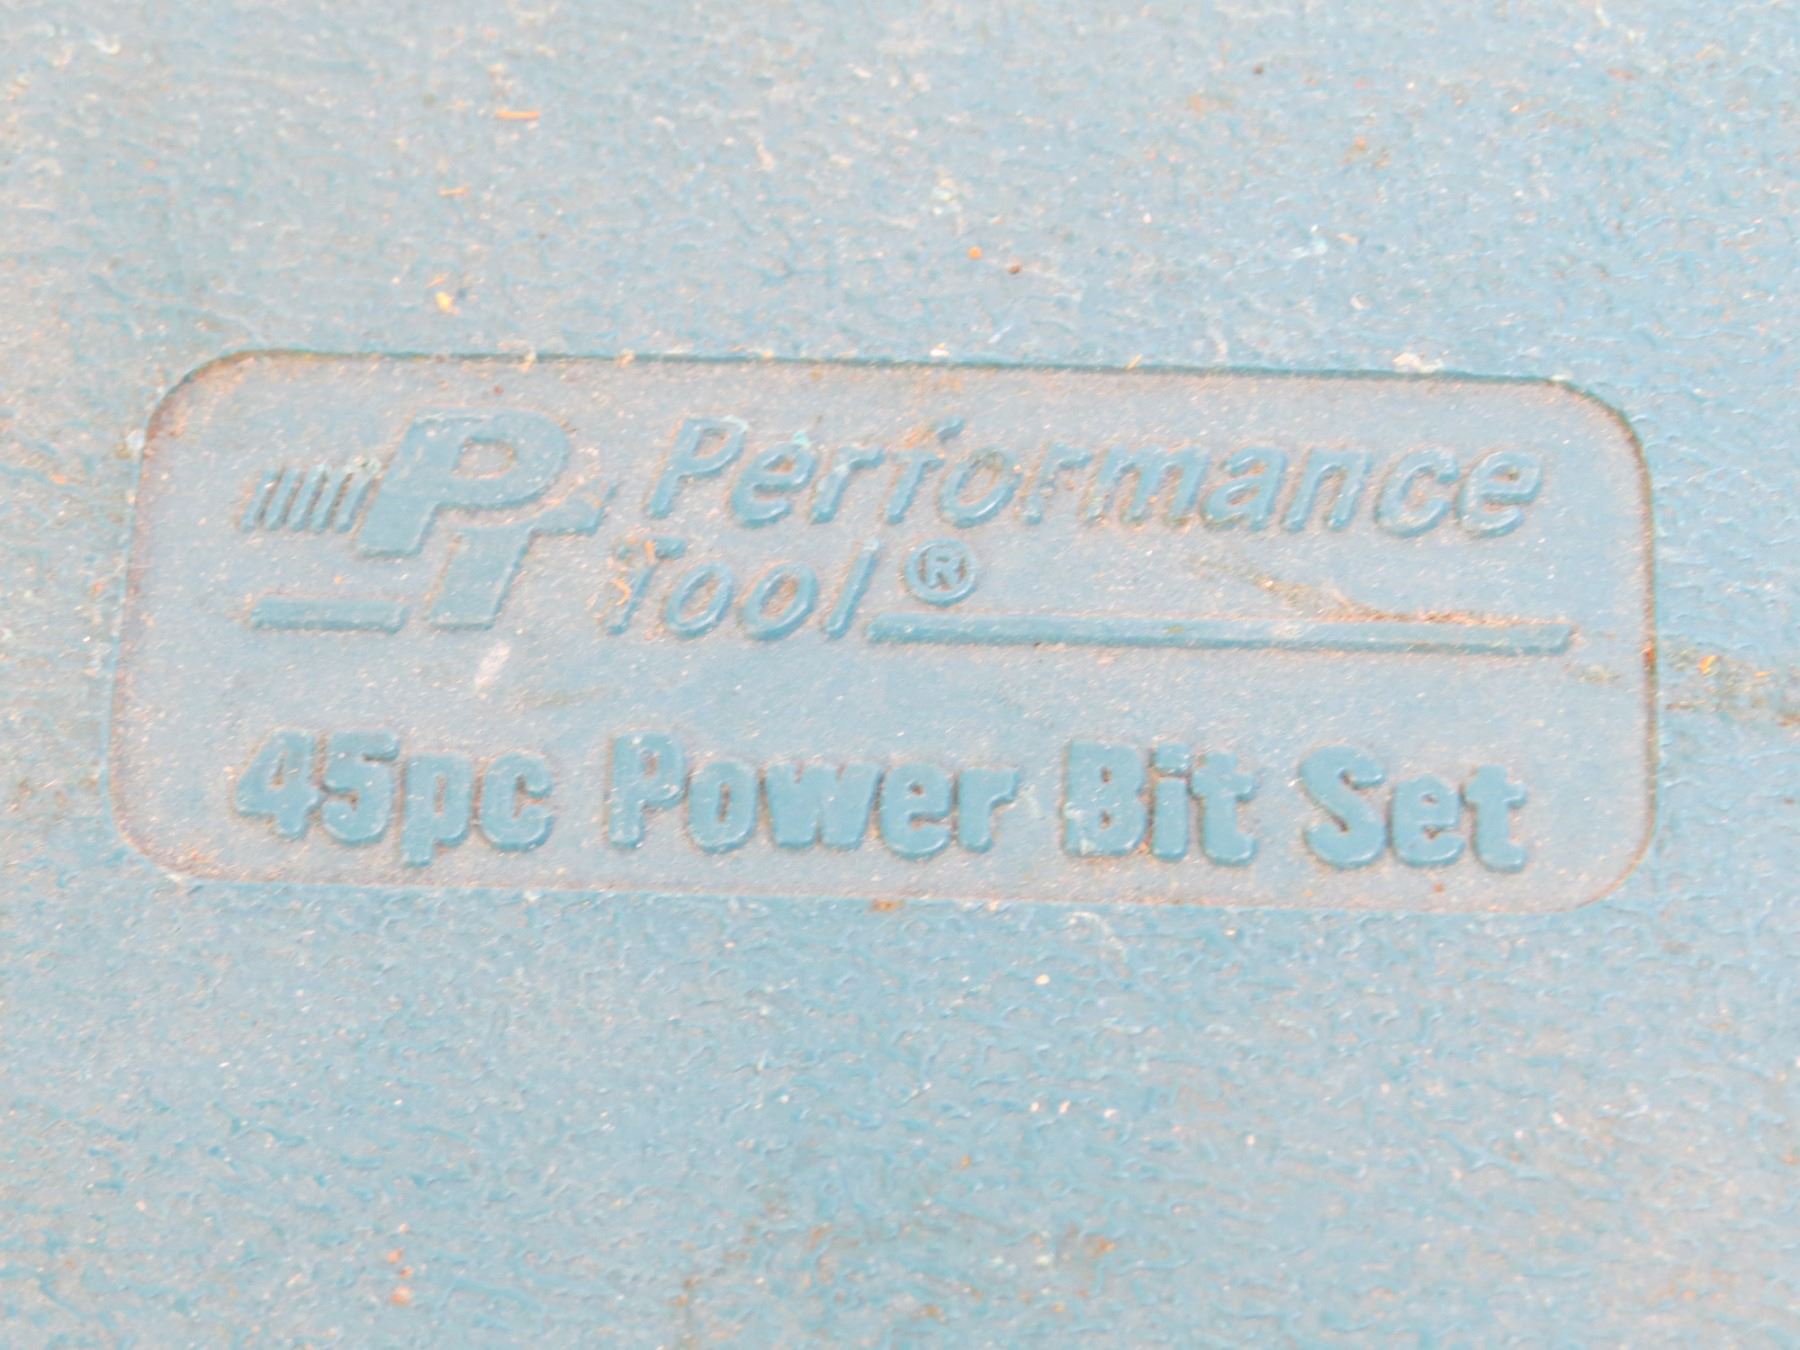 PT Performance
Tool®
45pc Power Bit Set